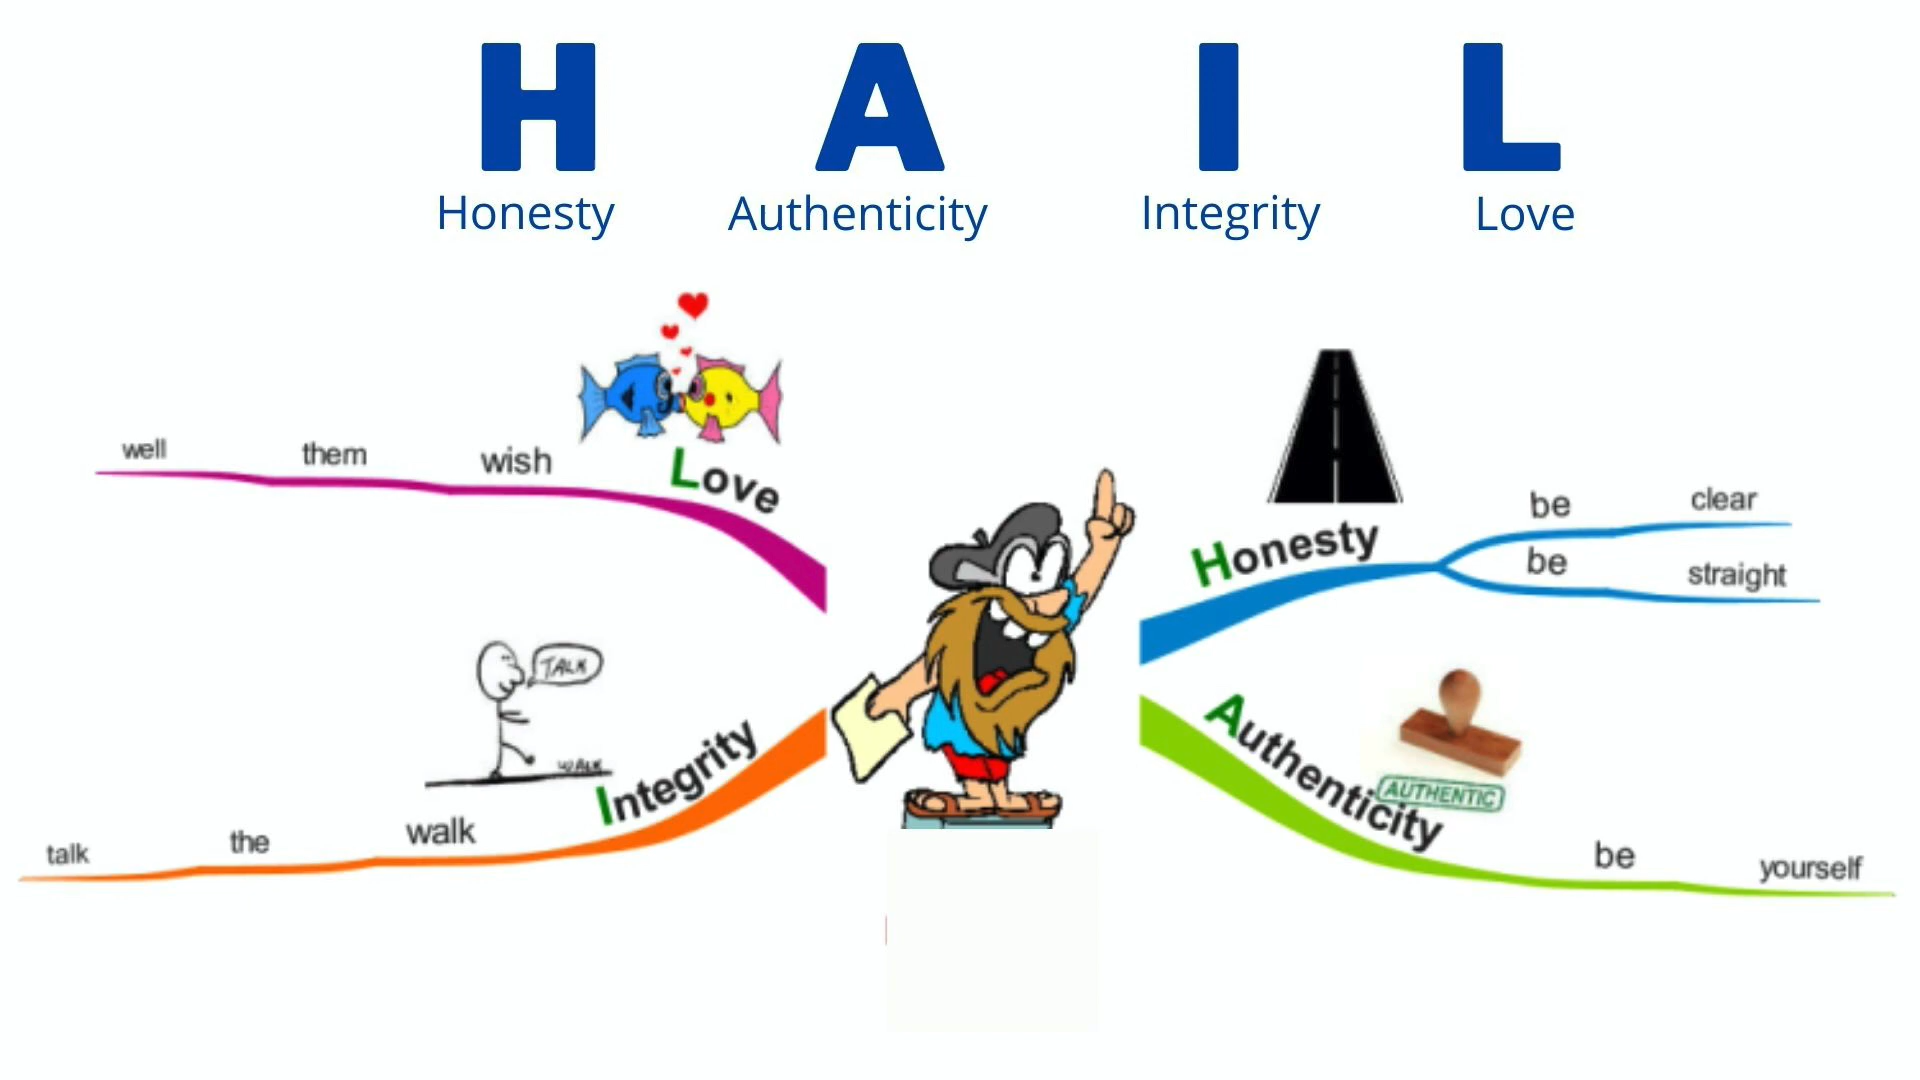 H A I L
Honesty Authenticity Integrity Love
well them wish Love
Honesty
be clear
be straight
TALK
WALK
talk the walk Integrity
Authenticity
AUTHENTIC
be yourself